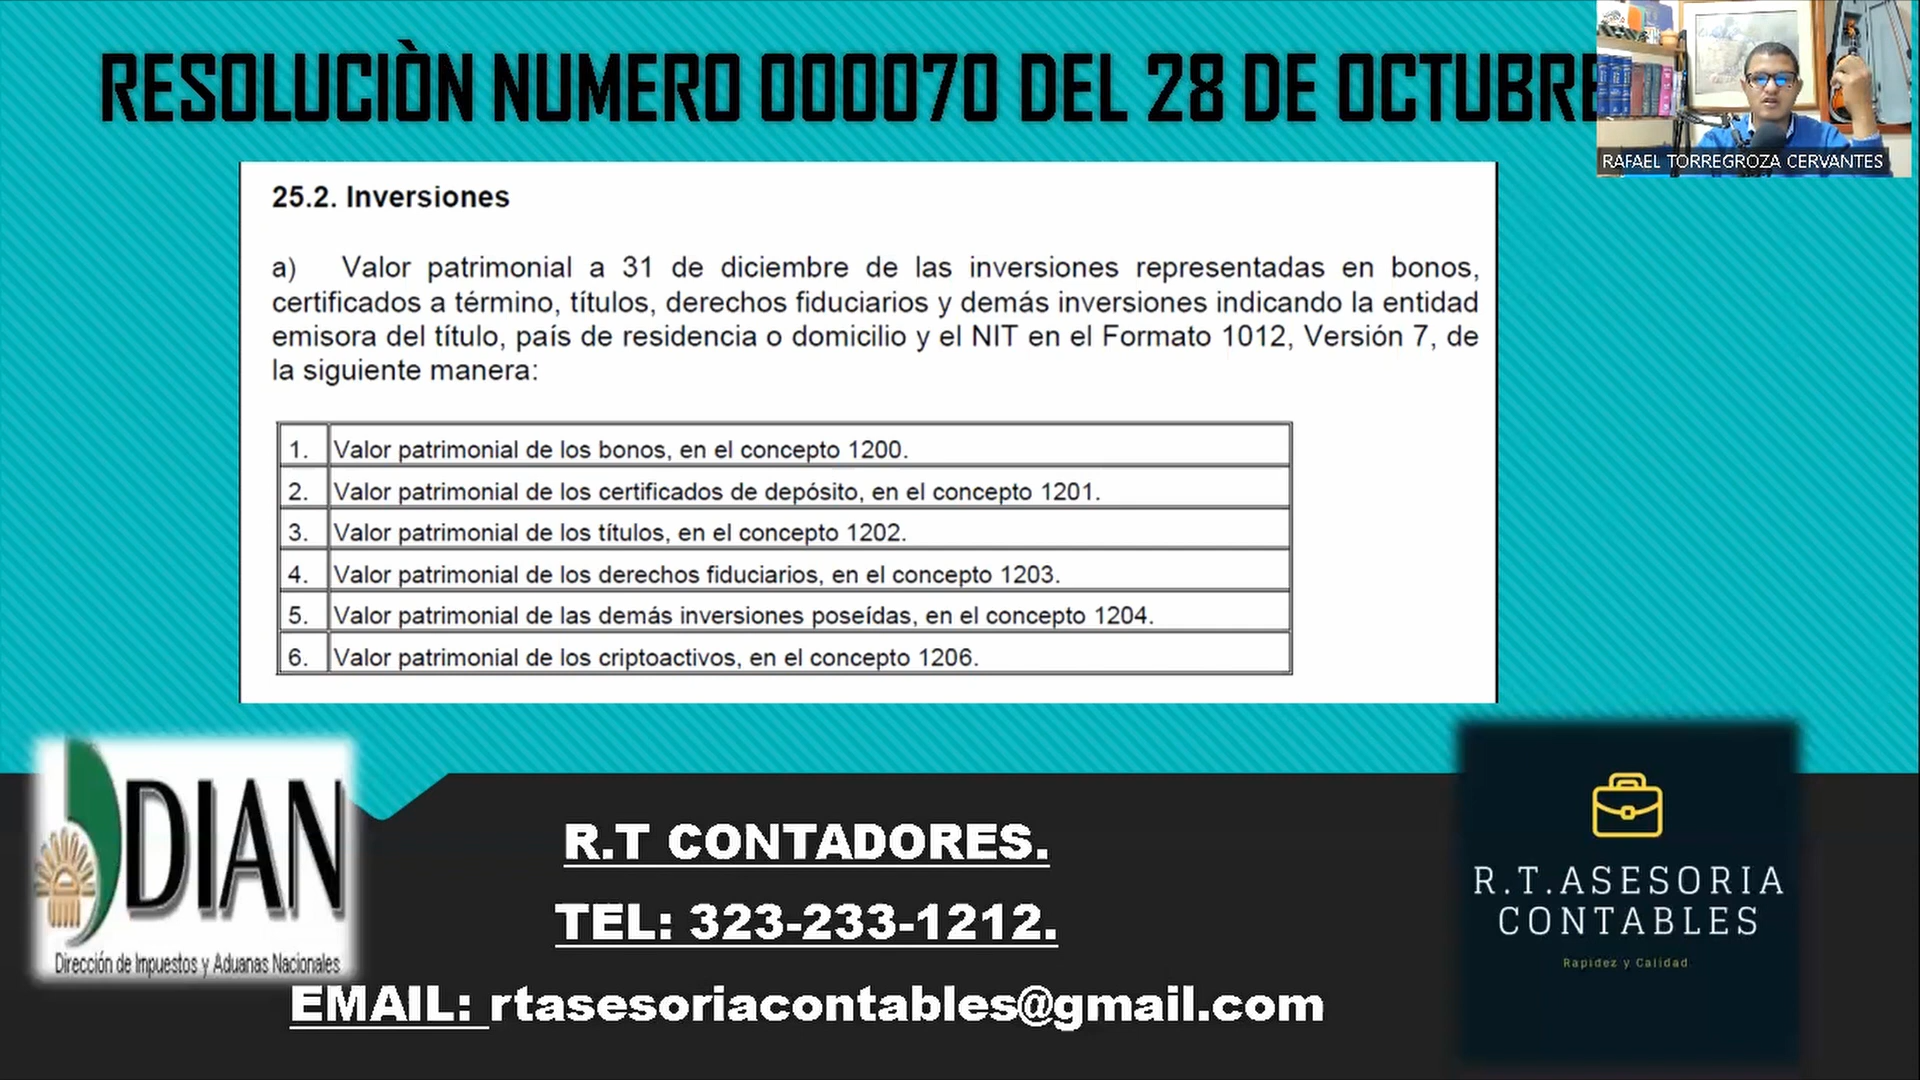 RESOLUCIÒN NUMERO 000070 DEL 28 DE OCTUBRE
RAFAEL TORREGROZA CERVANTES
25.2. Inversiones
a) Valor patrimonial a 31 de diciembre de las inversiones representadas en bonos,
certificados a término, títulos, derechos fiduciarios y demás inversiones indicando la entidad
emisora del título, país de residencia o domicilio y el NIT en el Formato 1012, Versión 7, de
la siguiente manera:
1. Valor patrimonial de los bonos, en el concepto 1200.
2. Valor patrimonial de los certificados de depósito, en el concepto 1201.
3. Valor patrimonial de los títulos, en el concepto 1202.
4. Valor patrimonial de los derechos fiduciarios, en el concepto 1203.
5. Valor patrimonial de las demás inversiones poseídas, en el concepto 1204.
6. Valor patrimonial de los criptoactivos, en el concepto 1206.
DIAN
Dirección de Impuestos y Aduanas Nacionales
R.T CONTADORES.
TEL: 323-233-1212.
EMAIL: rtasesoriacontables@gmail.com
R.T.ASESORIA
CONTABLES
Rapidez y Calidad